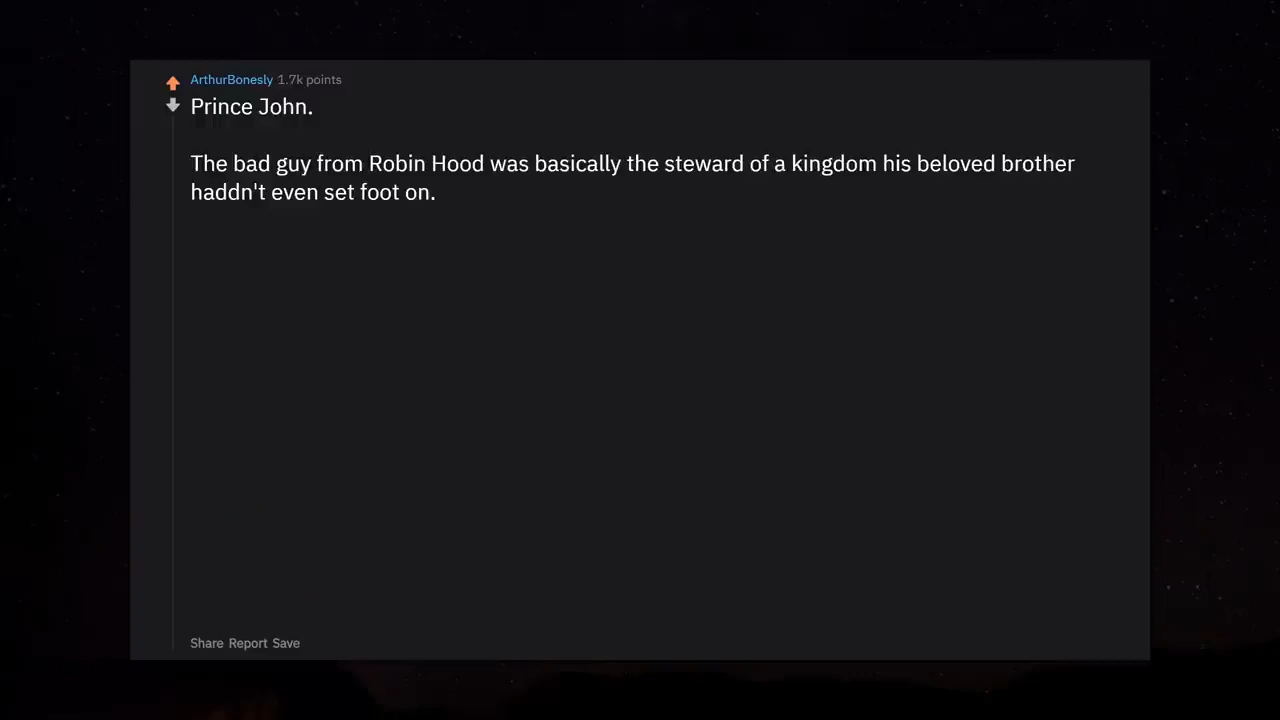 ArthurBonesly 1.7k points
Prince John.
The bad guy from Robin Hood was basically the steward of a kingdom his beloved brother
haddn't even set foot on.
Share Report Save